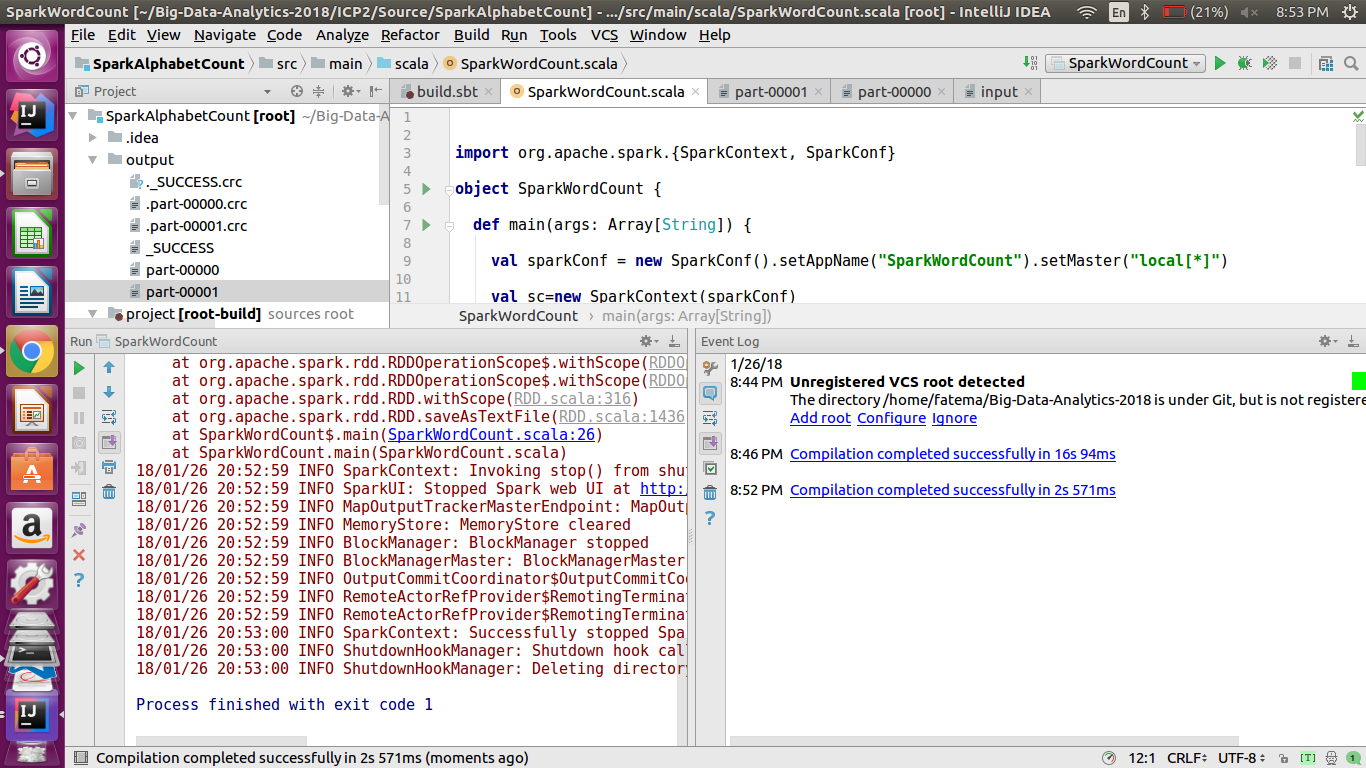 SparkWordCount [~/Big-Data-Analytics-2018/ICP2/Source/SparkAlphabetCount] - .../src/main/scala/SparkWordCount.scala [root] - IntelliJ IDEA
En
(21%)
8:53 PM
File Edit View Navigate Code Analyze Refactor Build Run Tools VCS Window Help
SparkAlphabetCount src main scala SparkWordCount.scala
SparkWordCount
Project
build.sbt SparkWordCount.scala part-00001 part-00000 input
SparkAlphabetCount [root] ~/Big-Data-A
.idea
output
._SUCCESS.crc
.part-00000.crc
.part-00001.crc
_SUCCESS
part-00000
part-00001
project [root-build] sources root
1
2
3 import org.apache.spark.{SparkContext, SparkConf}
4
5 object SparkWordCount {
6
7 def main(args: Array[String]) {
8
9 val sparkConf = new SparkConf().setAppName("SparkWordCount").setMaster("local[*]")
10
11 val sc=new SparkContext(sparkConf)
SparkWordCount › main(args: Array[String])
Run SparkWordCount
at org.apache.spark.rdd.RDDOperationScope$.withScope(RDDO
at org.apache.spark.rdd.RDDOperationScope$.withScope(RDDO
at org.apache.spark.rdd.RDD.withScope(RDD.scala:316)
at org.apache.spark.rdd.RDD.saveAsTextFile(RDD.scala:1436
at SparkWordCount$.main(SparkWordCount.scala:26)
at SparkWordCount.main(SparkWordCount.scala)
18/01/26 20:52:59 INFO SparkContext: Invoking stop() from shu
18/01/26 20:52:59 INFO SparkUI: Stopped Spark web UI at http:
18/01/26 20:52:59 INFO MapOutputTrackerMasterEndpoint: MapOutp
18/01/26 20:52:59 INFO MemoryStore: MemoryStore cleared
18/01/26 20:52:59 INFO BlockManager: BlockManager stopped
18/01/26 20:52:59 INFO BlockManagerMaster: BlockManagerMaster
18/01/26 20:52:59 INFO OutputCommitCoordinator$OutputCommitCo
18/01/26 20:52:59 INFO RemoteActorRefProvider$RemotingTermina
18/01/26 20:52:59 INFO RemoteActorRefProvider$RemotingTermina
18/01/26 20:53:00 INFO SparkContext: Successfully stopped Spa
18/01/26 20:53:00 INFO ShutdownHookManager: Shutdown hook cal
18/01/26 20:53:00 INFO ShutdownHookManager: Deleting directory
Process finished with exit code 1
Event Log
1/26/18
8:44 PM Unregistered VCS root detected
The directory /home/fatema/Big-Data-Analytics-2018 is under Git, but is not registere
Add root Configure Ignore
8:46 PM Compilation completed successfully in 16s 94ms
8:52 PM Compilation completed successfully in 2s 571ms
Compilation completed successfully in 2s 571ms (moments ago)
12:1 CRLF UTF-8 [T] 1